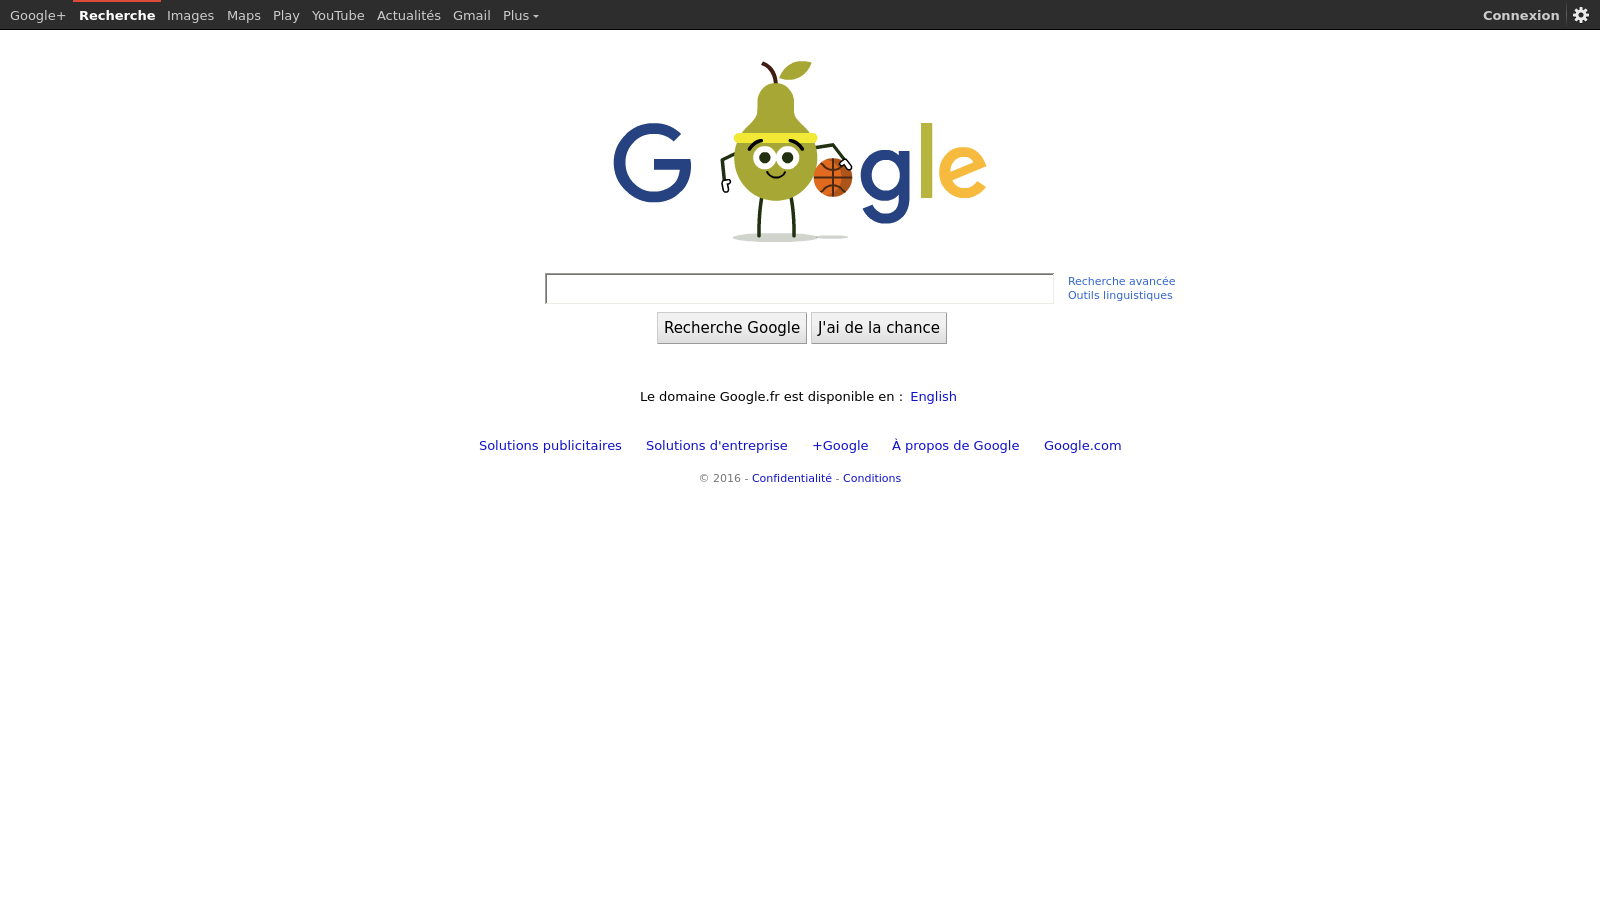 Google+ Recherche Images Maps Play YouTube Actualités Gmail Plus Connexion
G gle
Recherche avancée
Outils linguistiques
Recherche Google J'ai de la chance
Le domaine Google.fr est disponible en : English
Solutions publicitaires Solutions d'entreprise +Google À propos de Google Google.com
© 2016 - Confidentialité - Conditions